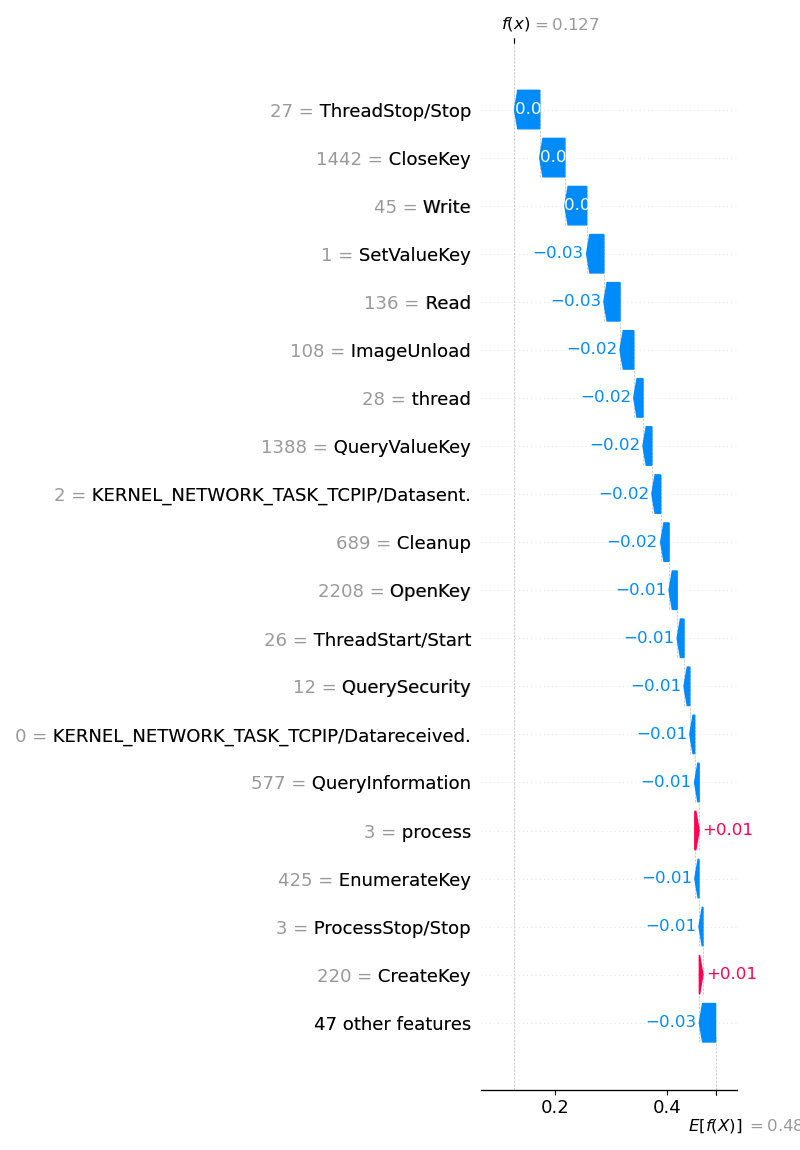 f(x) = 0.127
27 = ThreadStop/Stop
0.0
1442 = CloseKey
0.0
45 = Write
0.0
1 = SetValueKey
−0.03
136 = Read
−0.03
108 = ImageUnload
−0.02
28 = thread
−0.02
1388 = QueryValueKey
−0.02
2 = KERNEL_NETWORK_TASK_TCPIP/Datasent.
−0.02
689 = Cleanup
−0.02
2208 = OpenKey
−0.01
26 = ThreadStart/Start
−0.01
12 = QuerySecurity
−0.01
0 = KERNEL_NETWORK_TASK_TCPIP/Datareceived.
−0.01
577 = QueryInformation
−0.01
3 = process
+0.01
425 = EnumerateKey
−0.01
3 = ProcessStop/Stop
−0.01
220 = CreateKey
+0.01
47 other features
−0.03
0.2
0.4
E[f(X)] = 0.48